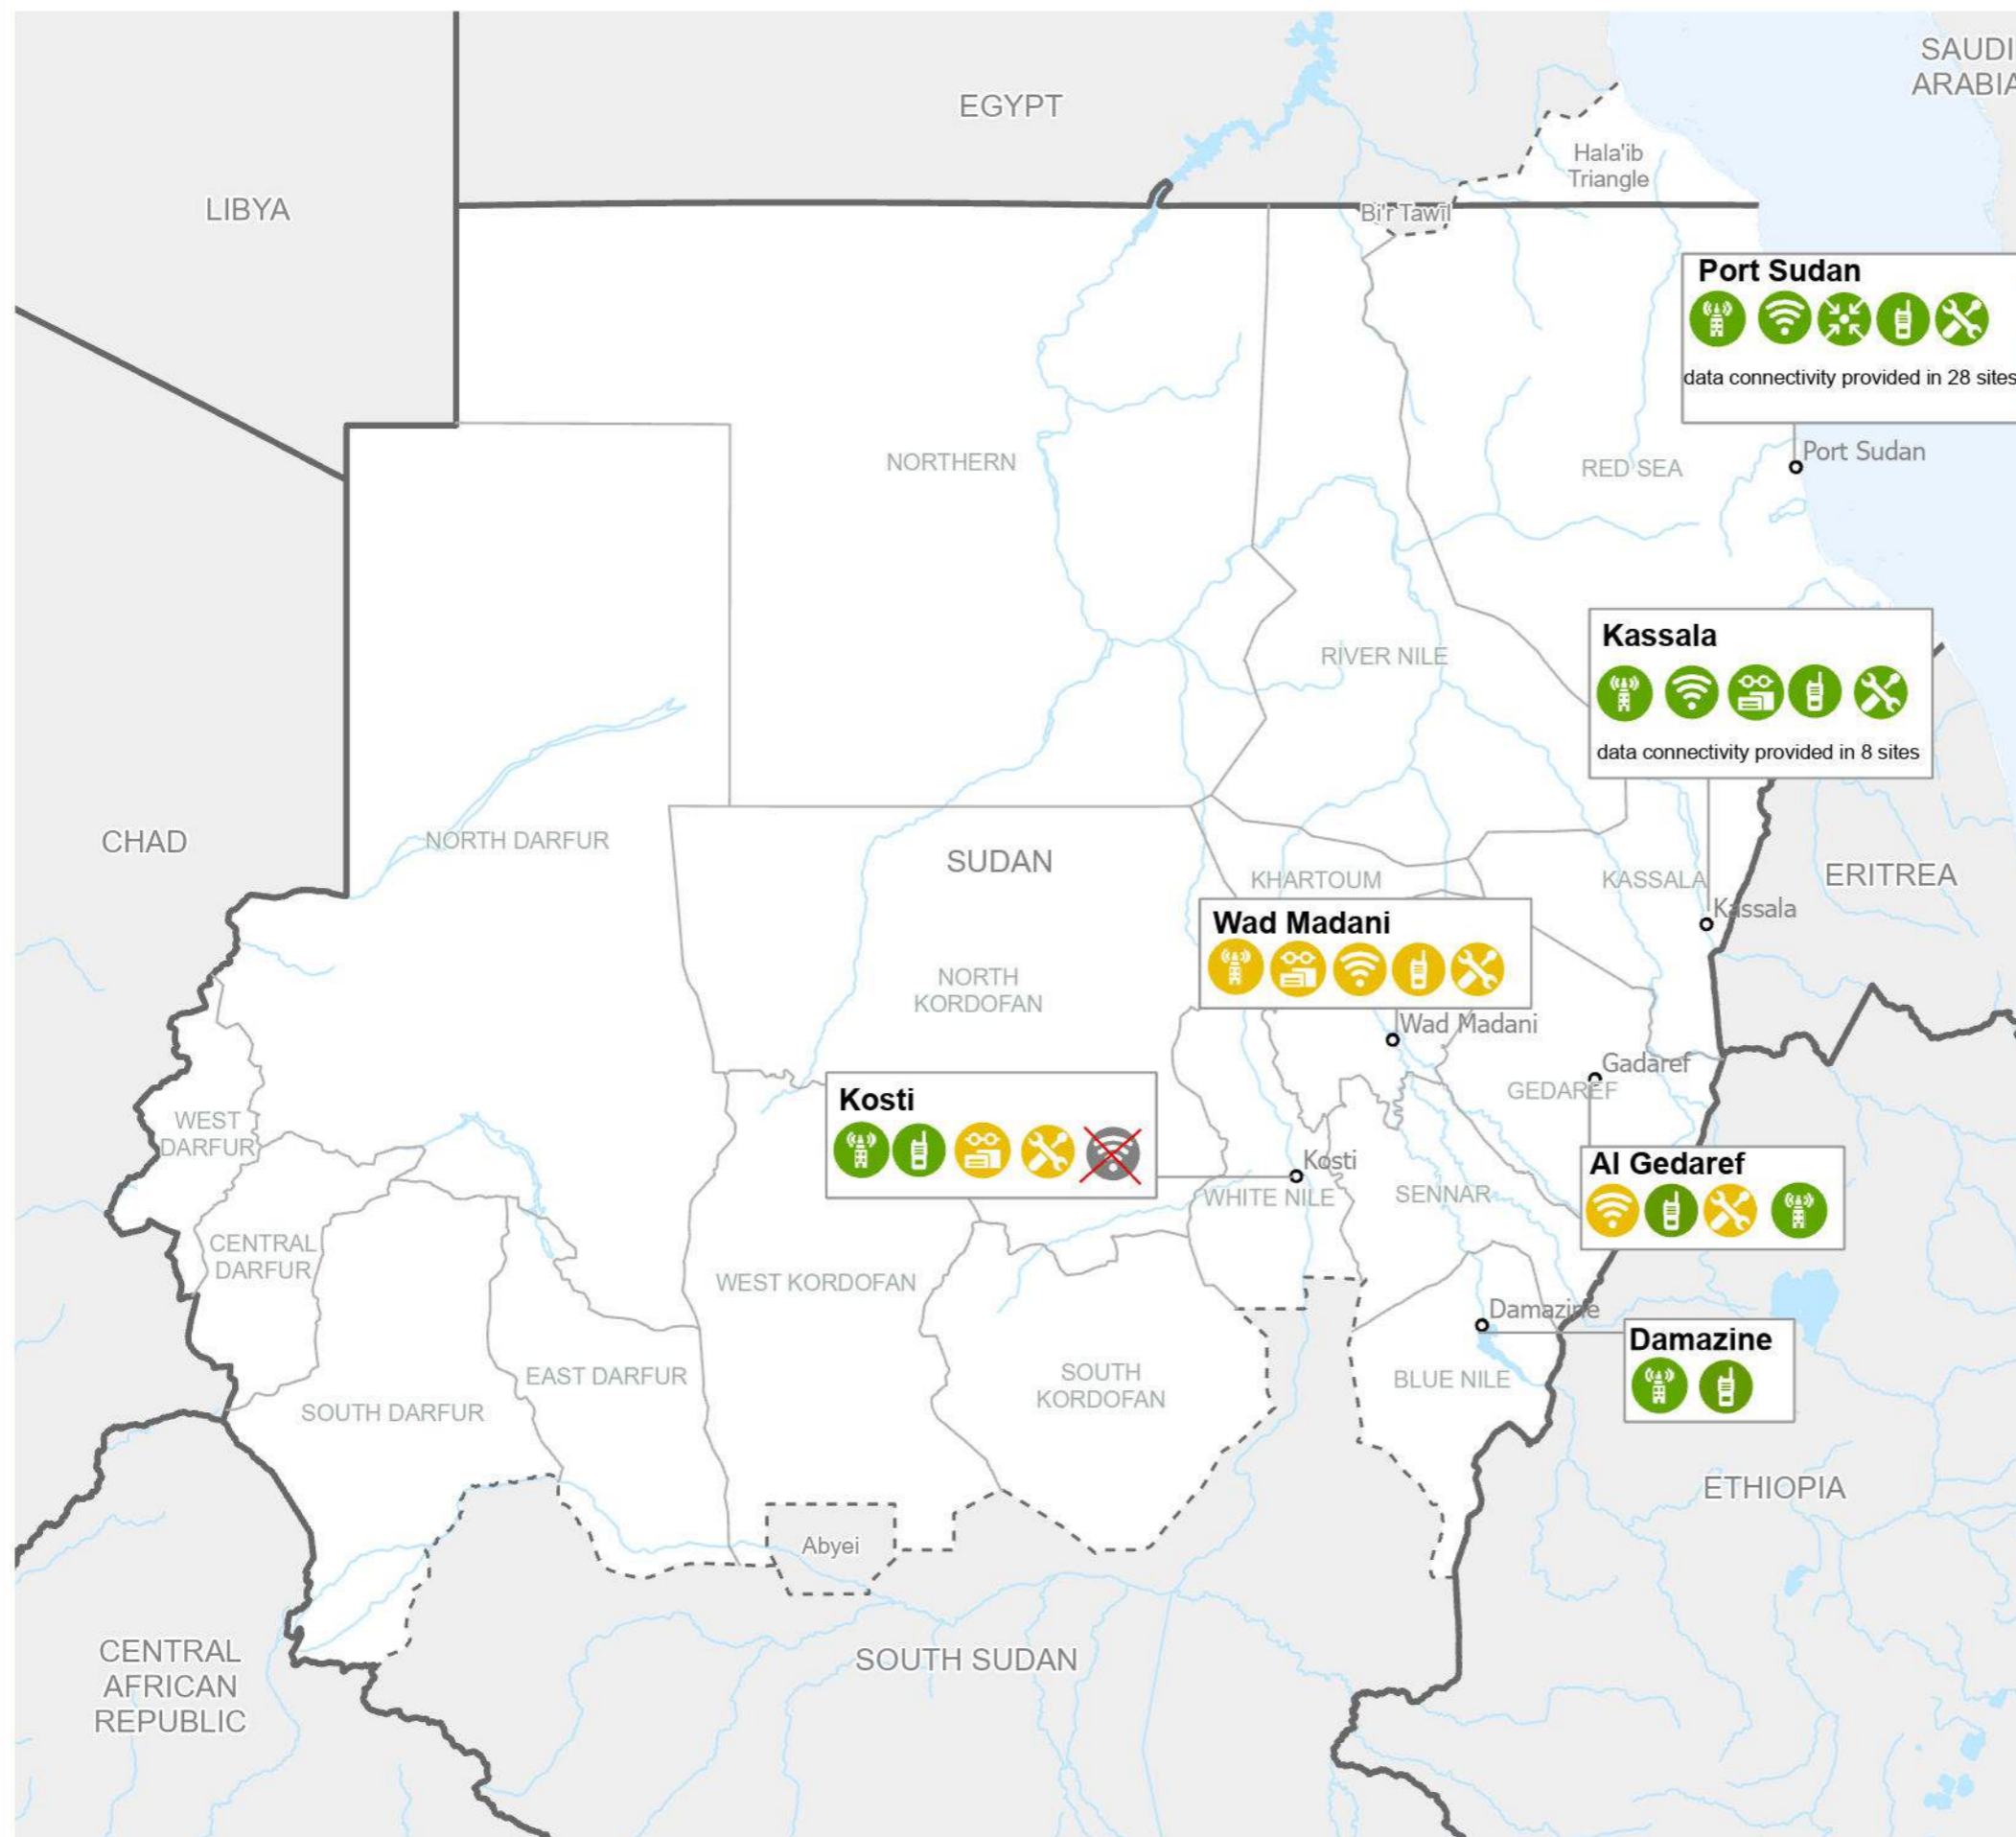 SAUDI
ARABIA
EGYPT
Hala'ib
Triangle
LIBYA
Bi'r Tawīl
Port Sudan
data connectivity provided in 28 sites
Port Sudan
NORTHERN
RED SEA
Kassala
data connectivity provided in 8 sites
RIVER NILE
CHAD
NORTH DARFUR
SUDAN
KHARTOUM
KASSALA
ERITREA
Kassala
Wad Madani
NORTH
KORDOFAN
Wad Madani
Gadaref
GEDAREF
Kosti
WEST
DARFUR
Kosti
Al Gedaref
WHITE NILE
SENNAR
CENTRAL
DARFUR
WEST KORDOFAN
Damazine
Damazine
EAST DARFUR
SOUTH
KORDOFAN
BLUE NILE
SOUTH DARFUR
ETHIOPIA
Abyei
CENTRAL
AFRICAN
REPUBLIC
SOUTH SUDAN